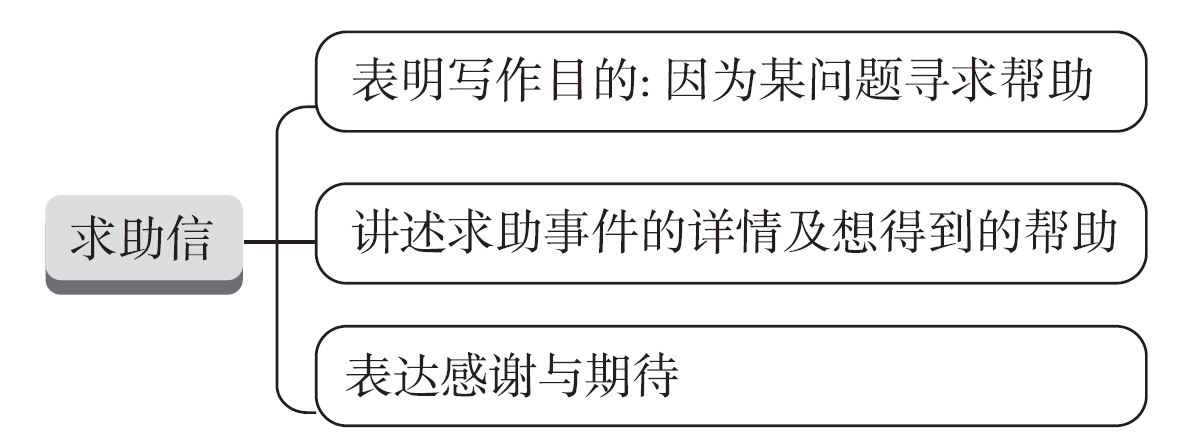 表明写作目的: 因为某问题寻求帮助
求助信
讲述求助事件的详情及想得到的帮助
表达感谢与期待